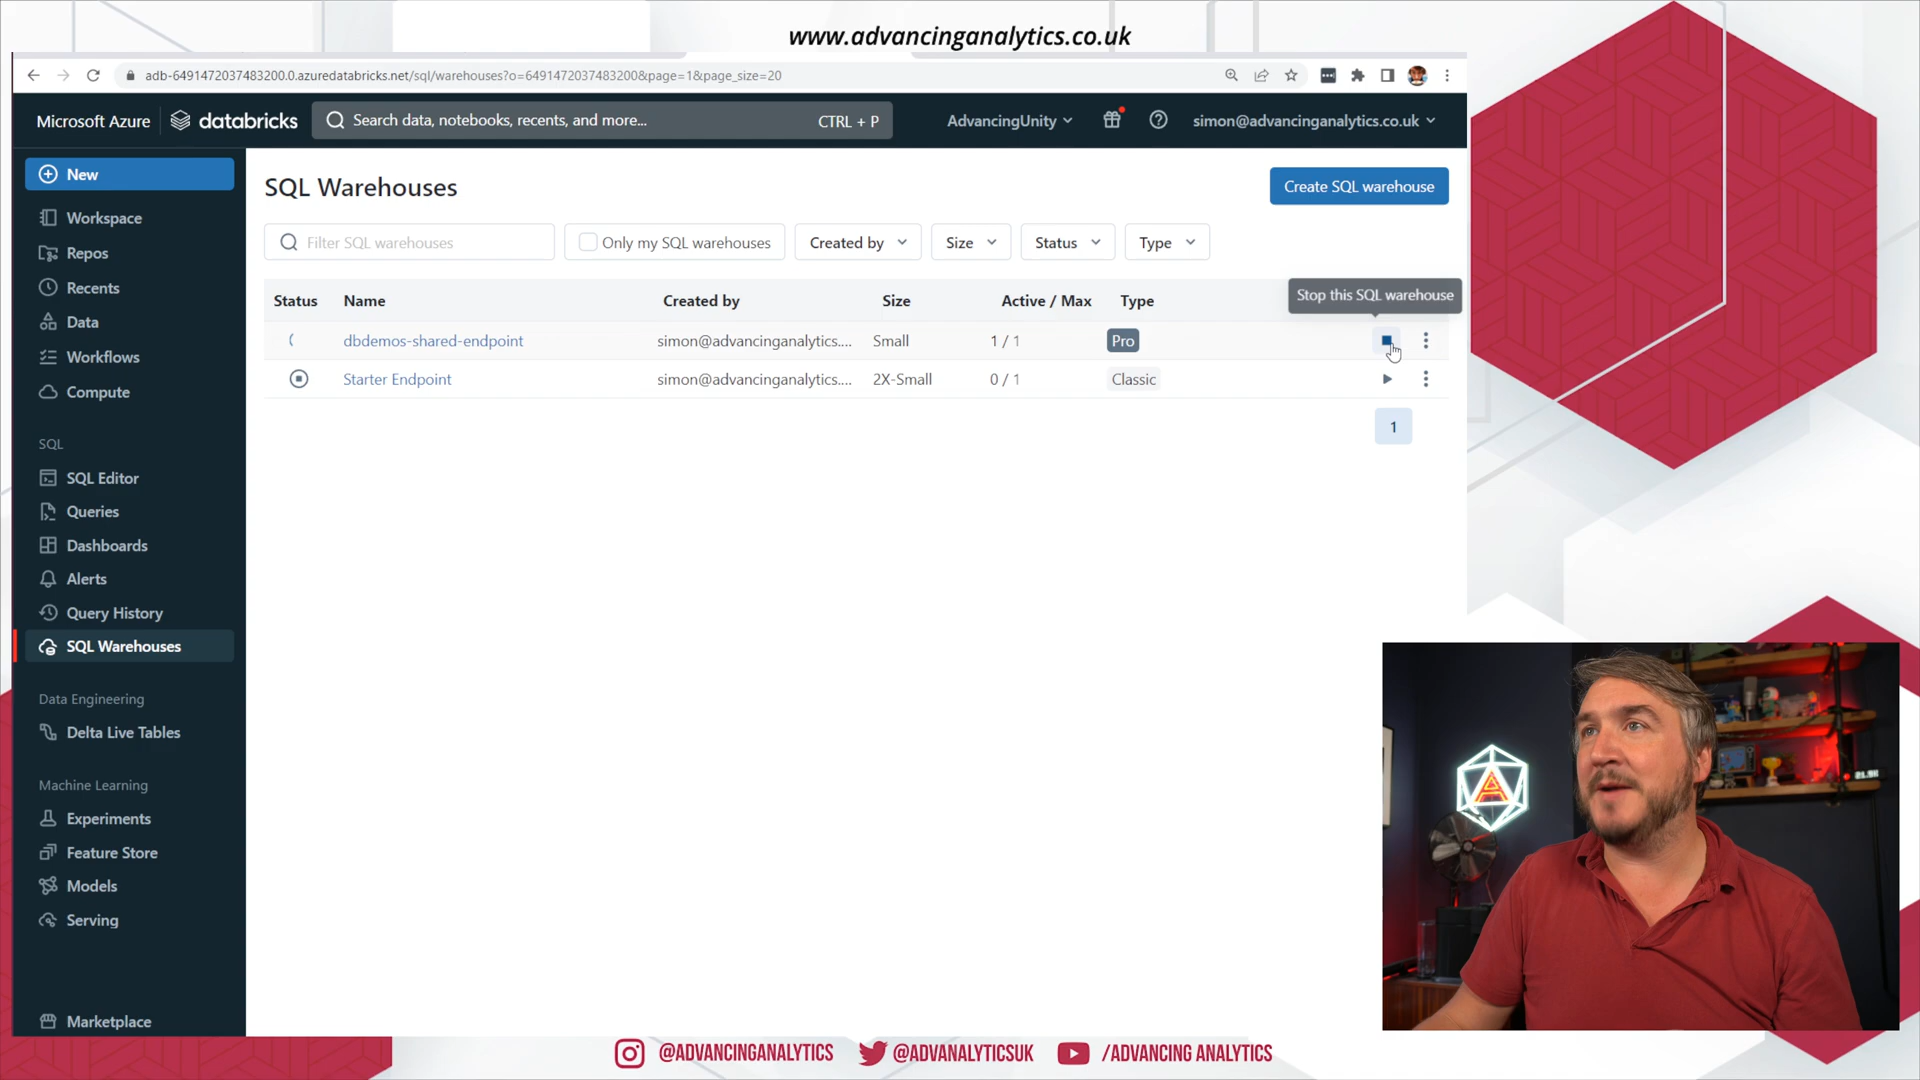 www.advancinganalytics.co.uk
adb-6491472037483200.0.azuredatabricks.net/sql/warehouses?o=6491472037483200&page=1&page_size=20
Microsoft Azure databricks Search data, notebooks, recents, and more... CTRL + P AdvancingUnity simon@advancinganalytics.co.uk
New
Workspace
Repos
Recents
Data
Workflows
Compute
SQL
SQL Editor
Queries
Dashboards
Alerts
Query History
SQL Warehouses
Data Engineering
Delta Live Tables
Machine Learning
Experiments
Feature Store
Models
Serving
Marketplace
SQL Warehouses Create SQL warehouse
Filter SQL warehouses Only my SQL warehouses Created by Size Status Type
Stop this SQL warehouse
Status Name Created by Size Active / Max Type
dbdemos-shared-endpoint simon@advancinganalytics.... Small 1 / 1 Pro
Starter Endpoint simon@advancinganalytics.... 2X-Small 0 / 1 Classic
1
@ADVANCINGANALYTICS @ADVANALYTICSUK /ADVANCING ANALYTICS